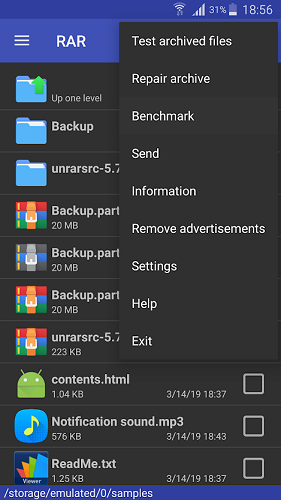 31% 18:56
RAR
Test archived files
Repair archive
Benchmark
Send
Information
Remove advertisements
Settings
Help
Exit
Up one level
Backup
unrarsrc-5.7
Backup.part
20 MB
Backup.part
20 MB
Backup.part
20 MB
unrarsrc-5.7
223 KB
contents.html
1.04 KB 3/14/19 18:37
Notification sound.mp3
576 KB 3/14/19 18:43
Viewer
ReadMe.txt
1.25 KB 3/14/19 18:37
/storage/emulated/0/samples